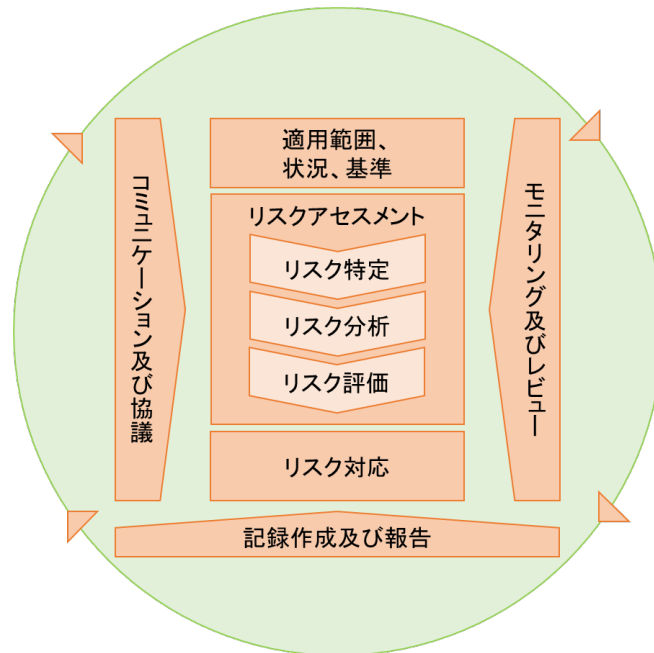 適用範囲、
状況、基準
コミュニケーション及び協議
リスクアセスメント
リスク特定
リスク分析
リスク評価
モニタリング及びレビュー
リスク対応
記録作成及び報告